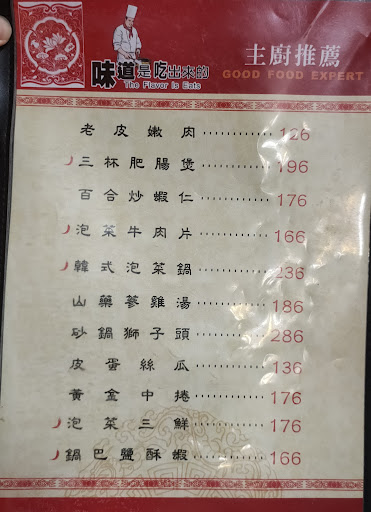 味道是吃出來的
The Flavor Is Eats
主廚推薦
GOOD FOOD EXPERT
老皮嫩肉 126
三杯肥腸煲 196
百合炒蝦仁 176
泡菜牛肉片 166
韓式泡菜鍋 236
山藥蔘雞湯 186
砂鍋獅子頭 286
皮蛋絲瓜 136
黃金中捲 176
泡菜三鮮 176
鍋巴鹽酥蝦 166